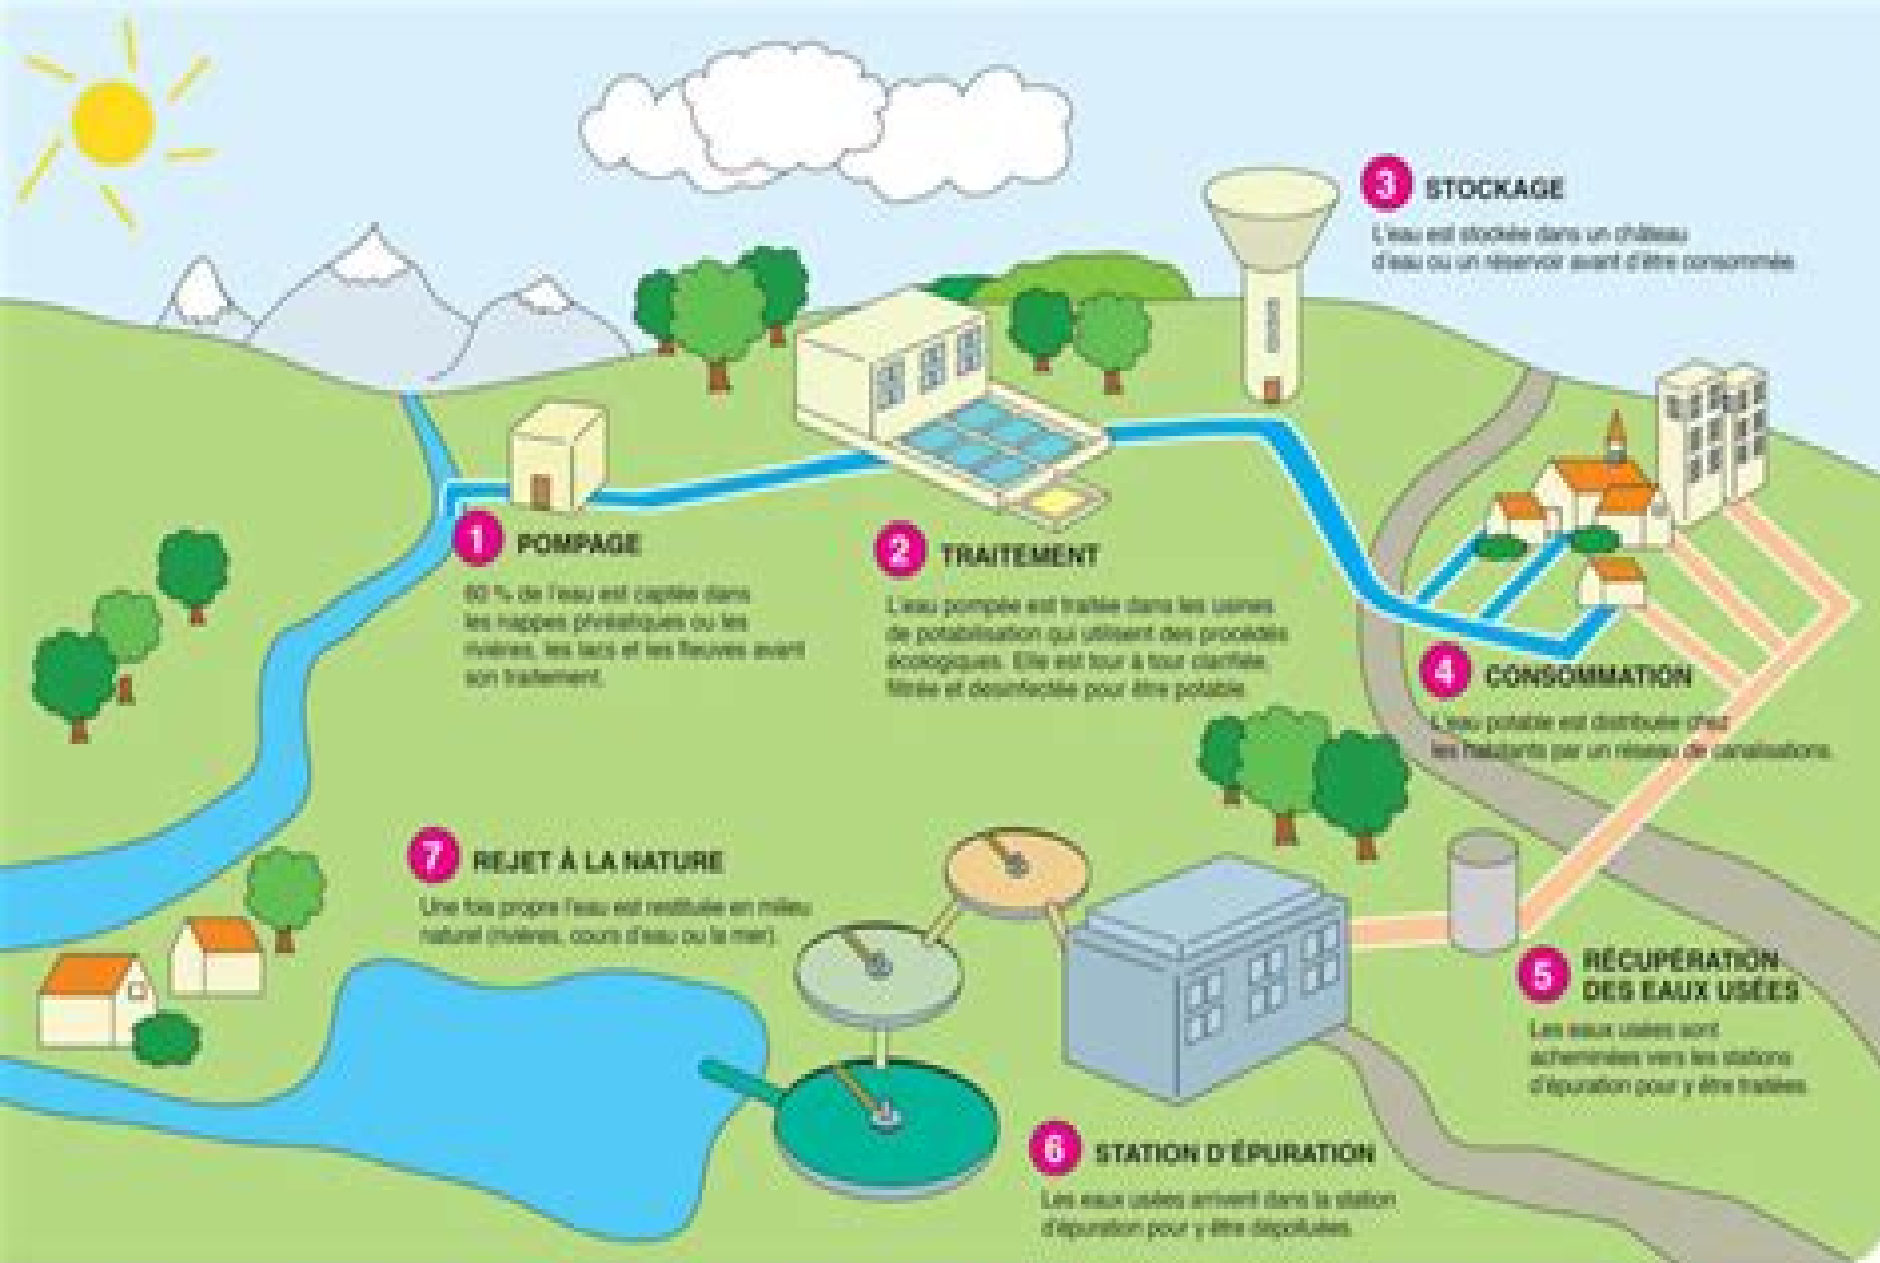 1 POMPAGE
60 % de l'eau est captée dans
les nappes phréatiques ou les
rivières, les lacs et les fleuves avant
son traitement.
2 TRAITEMENT
L'eau pompée est traitée dans les usines
de potabilisation qui utilisent des procédés
écologiques. Elle est tour à tour clarifiée,
filtrée et désinfectée pour être potable.
3 STOCKAGE
L'eau est stockée dans un château
d'eau ou un réservoir avant d'être consommée.
4 CONSOMMATION
L'eau potable est distribuée chez
les habitants par un réseau de canalisations.
5 RÉCUPÉRATION
DES EAUX USÉES
Les eaux usées sont
acheminées vers les stations
d'épuration pour y être traitées.
6 STATION D'ÉPURATION
Les eaux usées arrivent dans la station
d'épuration pour y être dépolluées.
7 REJET À LA NATURE
Une fois propre l'eau est restituée en milieu
naturel (rivières, cours d'eau ou la mer).